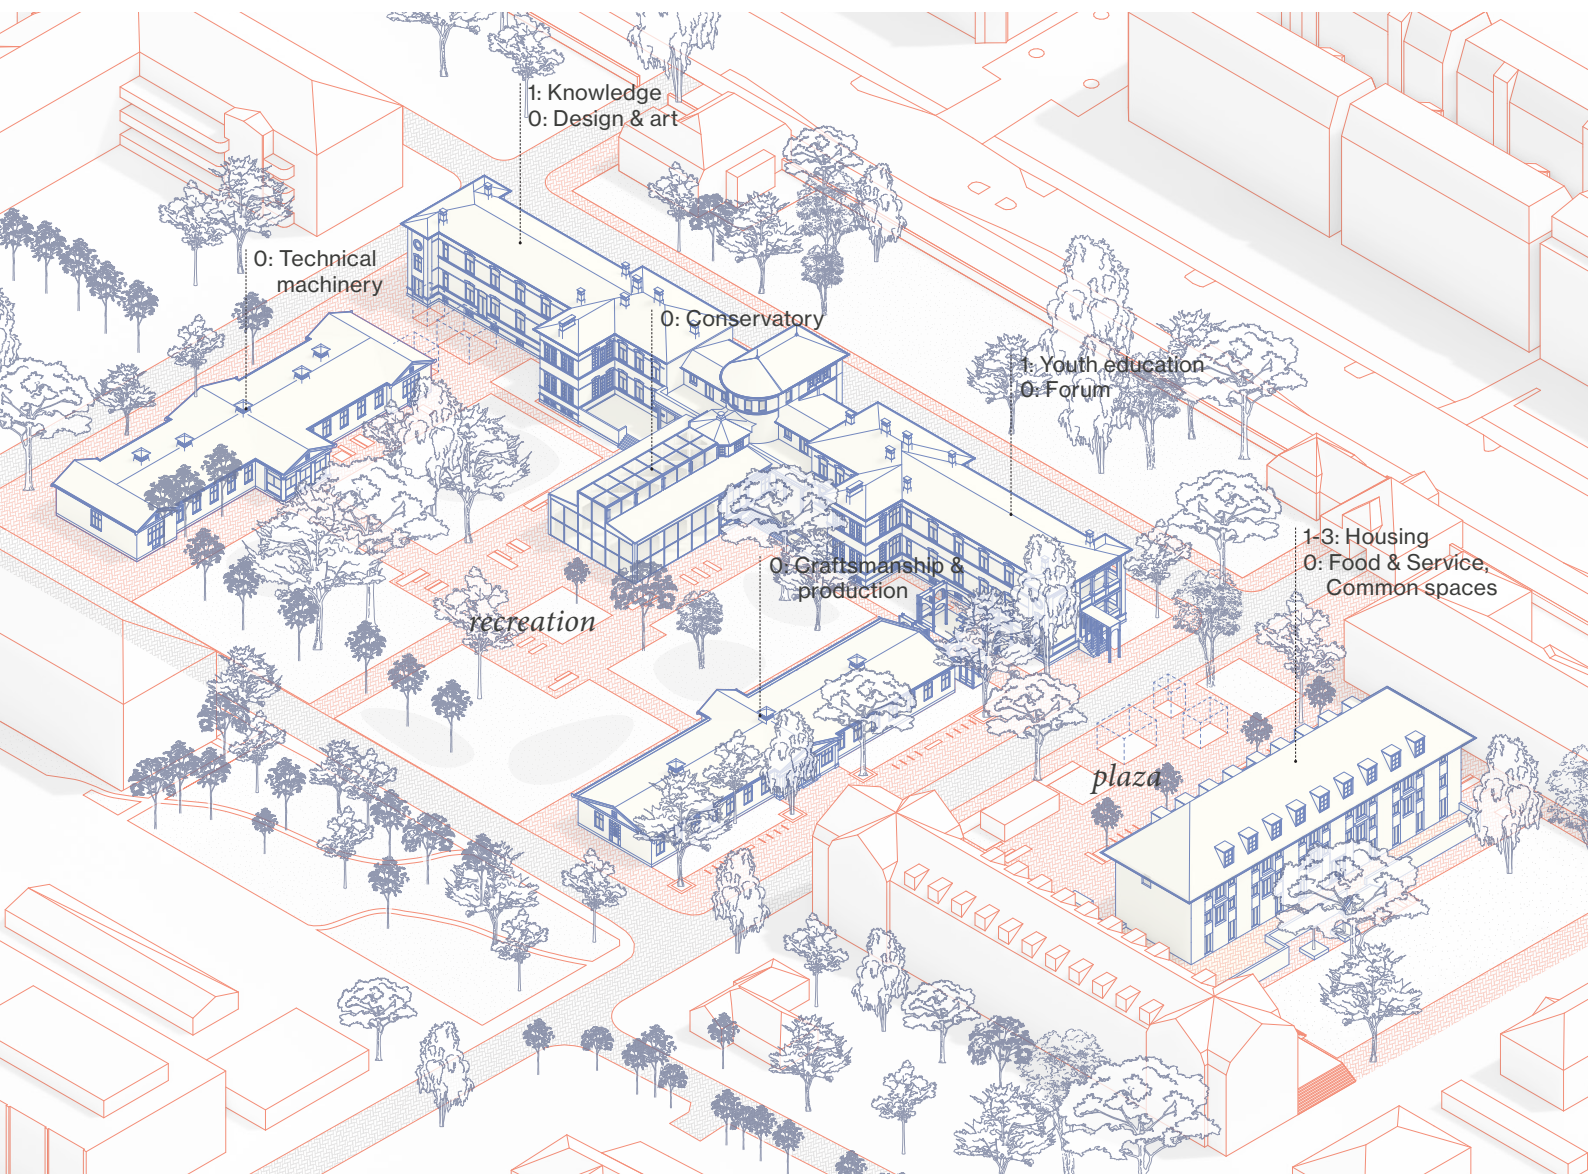 1: Knowledge
0: Design & art
0: Technical
machinery
0: Conservatory
1: Youth education
0: Forum
1-3: Housing
0: Food & Service,
Common spaces
0: Craftsmanship &
production
recreation
plaza